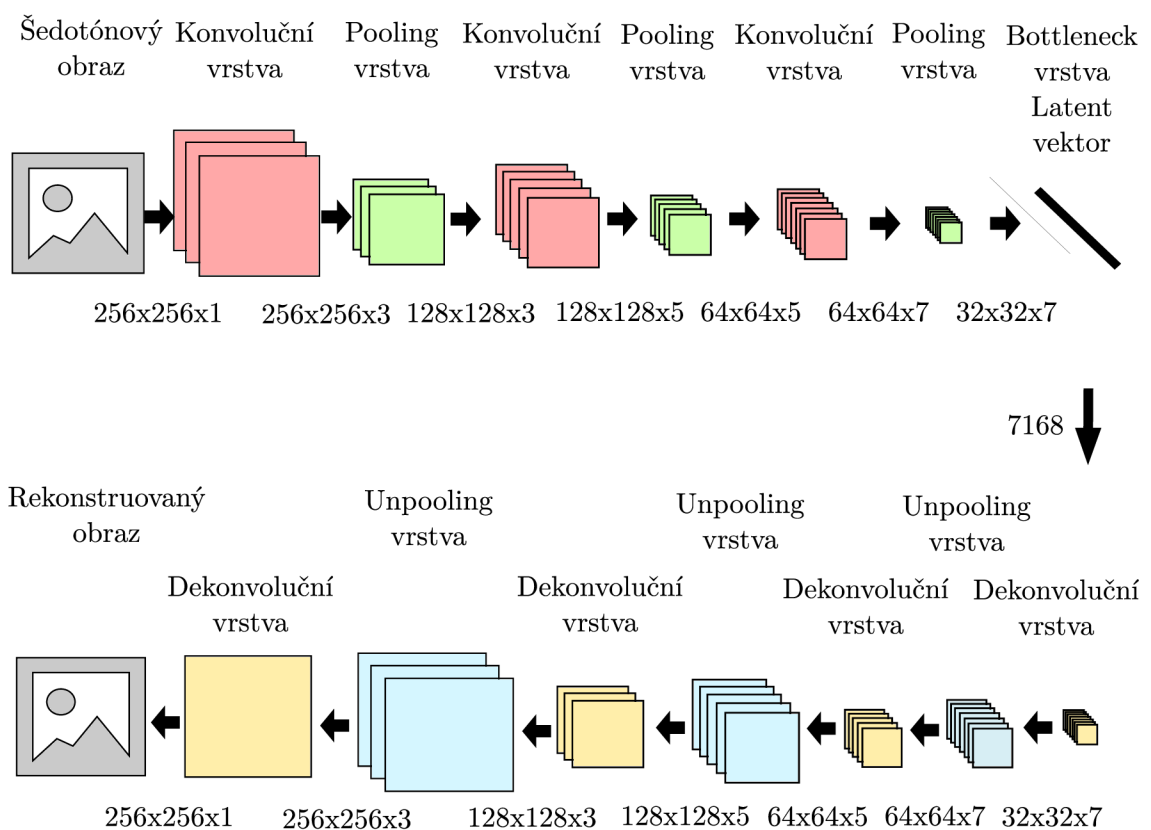 Šedotónový
obraz
Konvoluční
vrstva
Pooling
vrstva
Konvoluční
vrstva
Pooling
vrstva
Konvoluční
vrstva
Pooling
vrstva
Bottleneck
vrstva
Latent
vektor
256x256x1
256x256x3
128x128x3
128x128x5
64x64x5
64x64x7
32x32x7
7168
Rekonstruovaný
obraz
Dekonvoluční
vrstva
Unpooling
vrstva
Dekonvoluční
vrstva
Unpooling
vrstva
Dekonvoluční
vrstva
Unpooling
vrstva
Dekonvoluční
vrstva
256x256x1
256x256x3
128x128x3
128x128x5
64x64x5
64x64x7
32x32x7